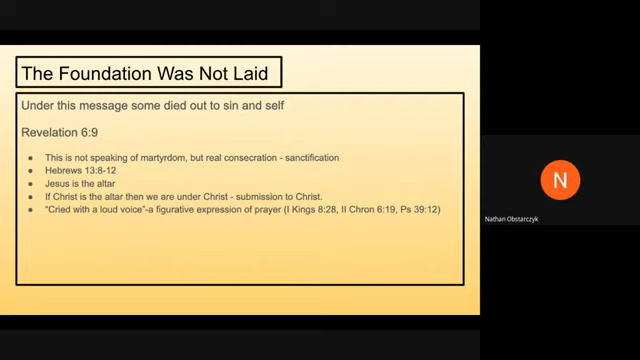 The Foundation Was Not Laid
Under this message some died out to sin and self
Revelation 6:9
● This is not speaking of martyrdom, but real consecration - sanctification
● Hebrews 13:8-12
● Jesus is the altar
● If Christ is the altar then we are under Christ - submission to Christ.
● “Cried with a loud voice”-a figurative expression of prayer (I Kings 8:28, II Chron 6:19, Ps 39:12)
N
Nathan Obstarczyk